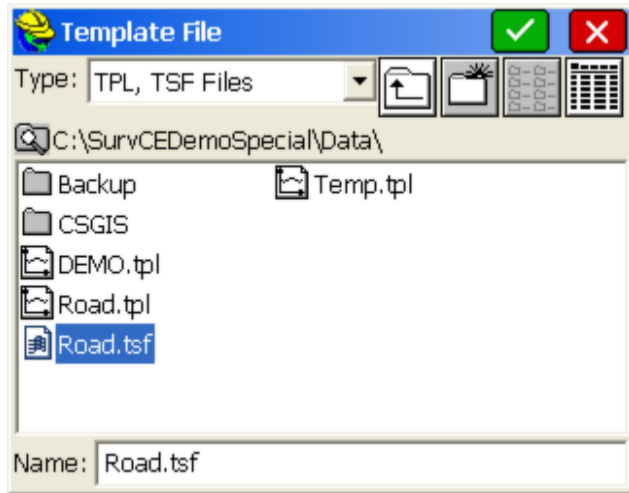 Template File
Type: TPL, TSF Files
C:\SurvCEDemoSpecial\Data\
Backup
Temp.tpl
CSGIS
DEMO.tpl
Road.tpl
Road.tsf
Name: Road.tsf